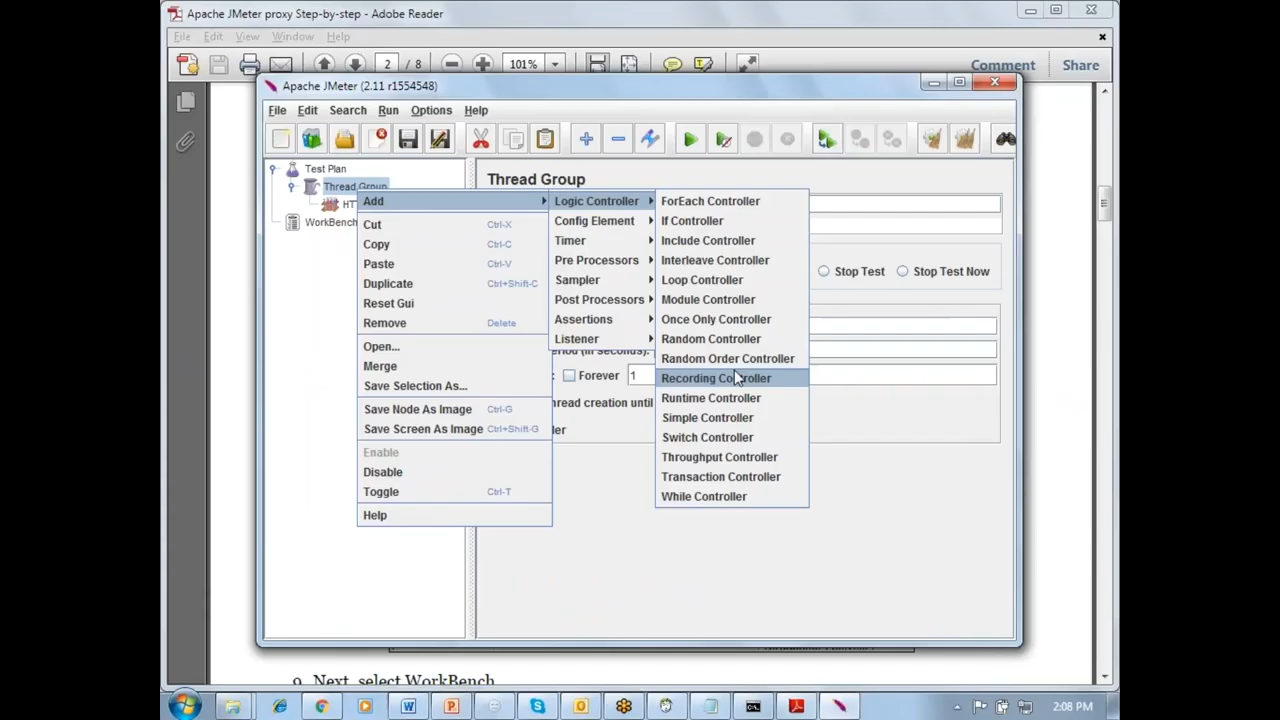 Apache JMeter proxy Step-by-step - Adobe Reader
File Edit View Window Help
2 / 8 101% Comment Share
Apache JMeter (2.11 r1554548)
File Edit Search Run Options Help
Test Plan
Thread Group
HT
WorkBench
Thread Group
Add
Cut Ctrl-X
Copy Ctrl-C
Paste Ctrl-V
Duplicate Ctrl+Shift-C
Reset Gui
Remove Delete
Open...
Merge
Save Selection As...
Save Node As Image Ctrl-G
Save Screen As Image Ctrl+Shift-G
Enable
Disable
Toggle Ctrl-T
Help
Logic Controller
Config Element
Timer
Pre Processors
Sampler
Post Processors
Assertions
Listener
ForEach Controller
If Controller
Include Controller
Interleave Controller
Loop Controller
Module Controller
Once Only Controller
Random Controller
Random Order Controller
Recording Controller
Runtime Controller
Simple Controller
Switch Controller
Throughput Controller
Transaction Controller
While Controller
Stop Test Stop Test Now
(in seconds):
Forever 1
thread creation until
9. Next, select WorkBench
2:08 PM